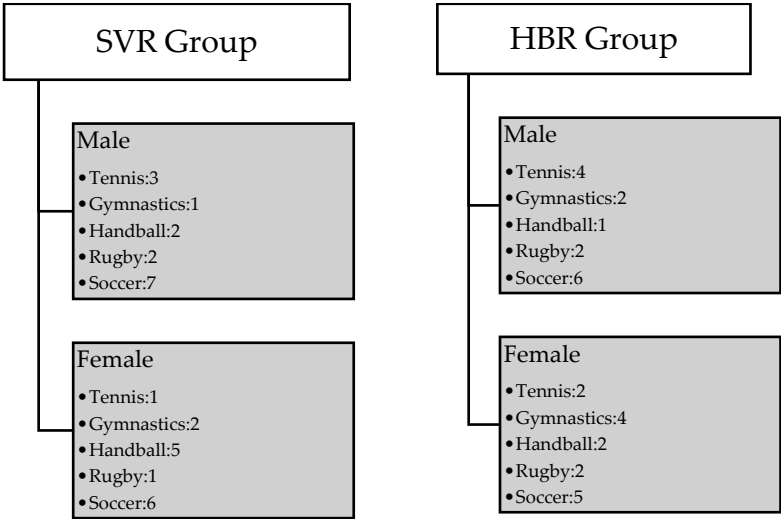 SVR Group
Male
•Tennis:3
•Gymnastics:1
•Handball:2
•Rugby:2
•Soccer:7
Female
•Tennis:1
•Gymnastics:2
•Handball:5
•Rugby:1
•Soccer:6
HBR Group
Male
•Tennis:4
•Gymnastics:2
•Handball:1
•Rugby:2
•Soccer:6
Female
•Tennis:2
•Gymnastics:4
•Handball:2
•Rugby:2
•Soccer:5